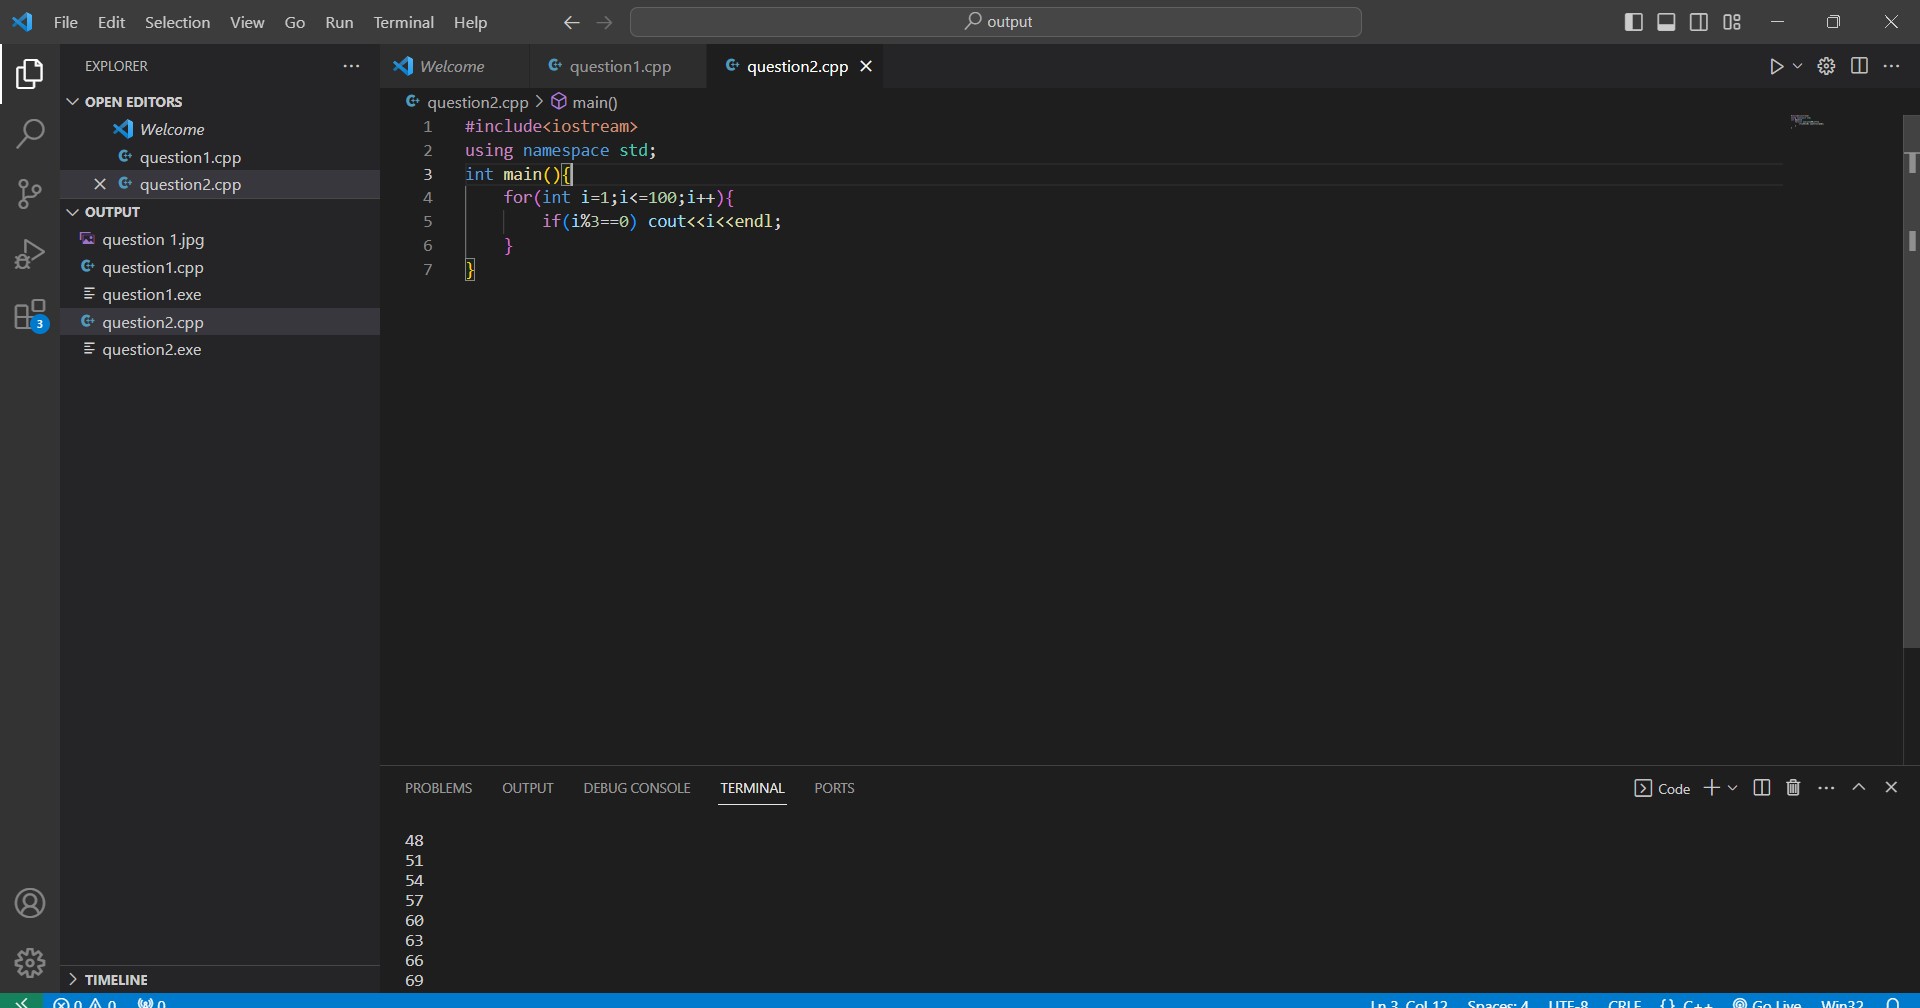 File Edit Selection View Go Run Terminal Help
output
EXPLORER
OPEN EDITORS
Welcome
question1.cpp
question2.cpp
OUTPUT
question 1.jpg
question1.cpp
question1.exe
question2.cpp
question2.exe
3
TIMELINE
Welcome question1.cpp question2.cpp
question2.cpp > main()
1 #include<iostream>
2 using namespace std;
3 int main(){
4 for(int i=1;i<=100;i++){
5 if(i%3==0) cout<<i<<endl;
6 }
7 }
PROBLEMS OUTPUT DEBUG CONSOLE TERMINAL PORTS
Code
48
51
54
57
60
63
66
69
0 0 0 Ln 3, Col 12 Spaces: 4 UTF-8 CRLF {} C++ Go Live Win32